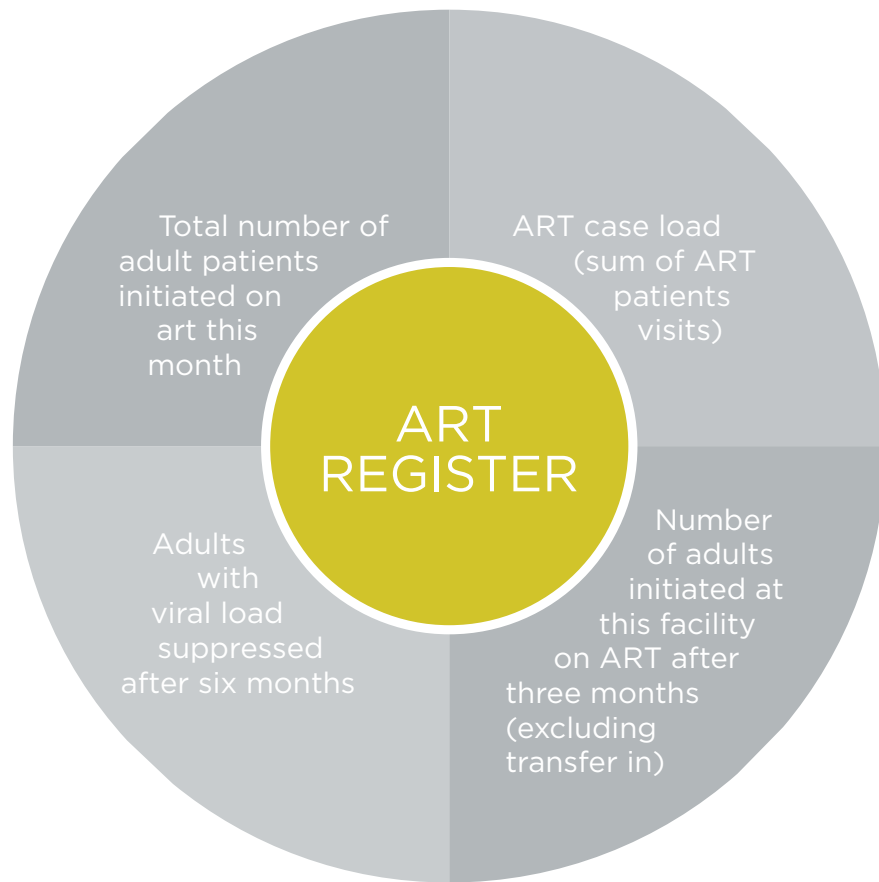 Total number of
adult patients
initiated on
art this
month
ART case load
(sum of ART
patients
visits)
ART
REGISTER
Adults
with
viral load
suppressed
after six months
Number
of adults
initiated at
this facility
on ART after
three months
(excluding
transfer in)